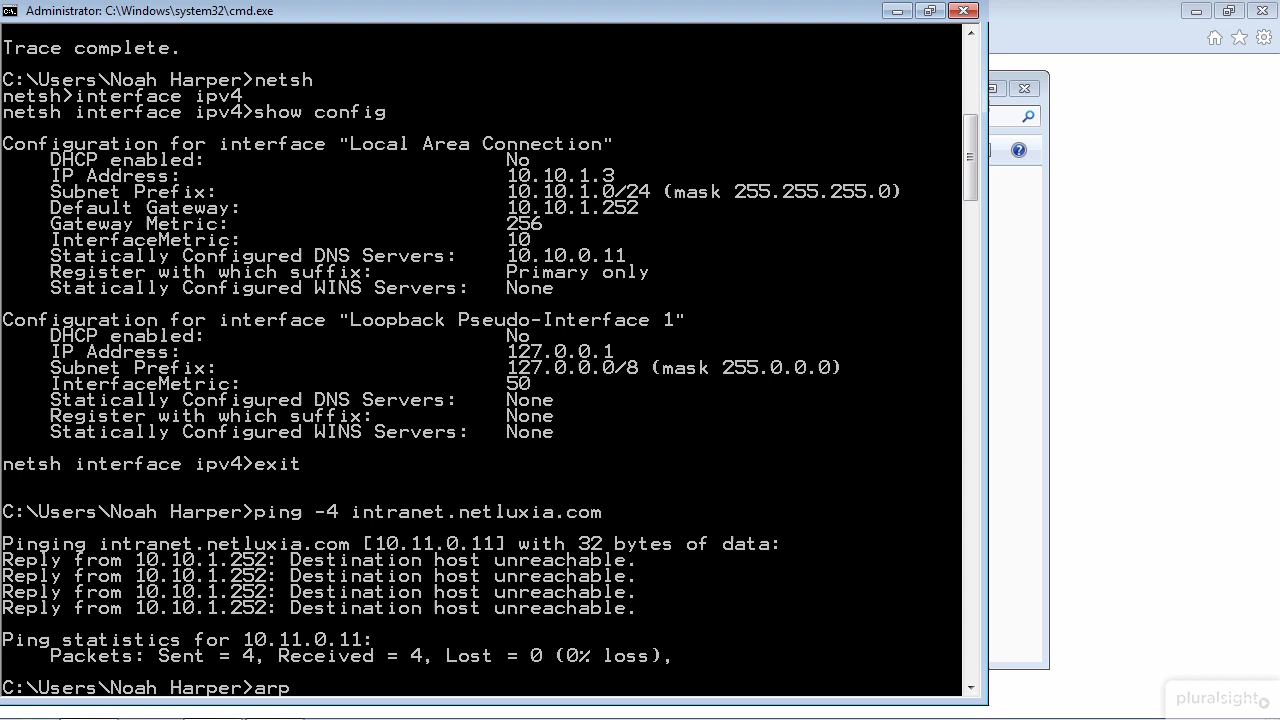 Administrator: C:\Windows\system32\cmd.exe
Trace complete.
C:\Users\Noah Harper>netsh
netsh>interface ipv4
netsh interface ipv4>show config
Configuration for interface "Local Area Connection"
DHCP enabled: No
IP Address: 10.10.1.3
Subnet Prefix: 10.10.1.0/24 (mask 255.255.255.0)
Default Gateway: 10.10.1.252
Gateway Metric: 256
InterfaceMetric: 10
Statically Configured DNS Servers: 10.10.0.11
Register with which suffix: Primary only
Statically Configured WINS Servers: None
Configuration for interface "Loopback Pseudo-Interface 1"
DHCP enabled: No
IP Address: 127.0.0.1
Subnet Prefix: 127.0.0.0/8 (mask 255.0.0.0)
InterfaceMetric: 50
Statically Configured DNS Servers: None
Register with which suffix: None
Statically Configured WINS Servers: None
netsh interface ipv4>exit
C:\Users\Noah Harper>ping -4 intranet.netluxia.com
Pinging intranet.netluxia.com [10.11.0.11] with 32 bytes of data:
Reply from 10.10.1.252: Destination host unreachable.
Reply from 10.10.1.252: Destination host unreachable.
Reply from 10.10.1.252: Destination host unreachable.
Reply from 10.10.1.252: Destination host unreachable.
Ping statistics for 10.11.0.11:
Packets: Sent = 4, Received = 4, Lost = 0 (0% loss),
C:\Users\Noah Harper>arp
pluralsight